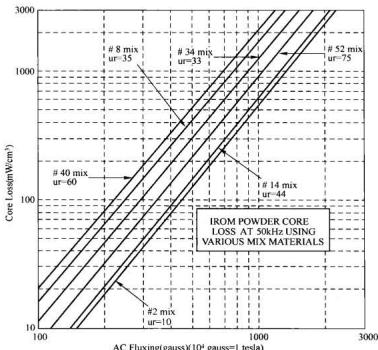 3000
# 8 mix
ur=35
# 34 mix
ur=33
# 52 mix
ur=75
1000
Core Loss(mW/cm³)
# 40 mix
ur=60
100
# 14 mix
ur=44
IROM POWDER CORE
LOSS AT 50kHz USING
VARIOUS MIX MATERIALS
#2 mix
ur=10
10
100
1000
3000
AC Fluxing(gauss)(10⁴ gauss=1 tesla)